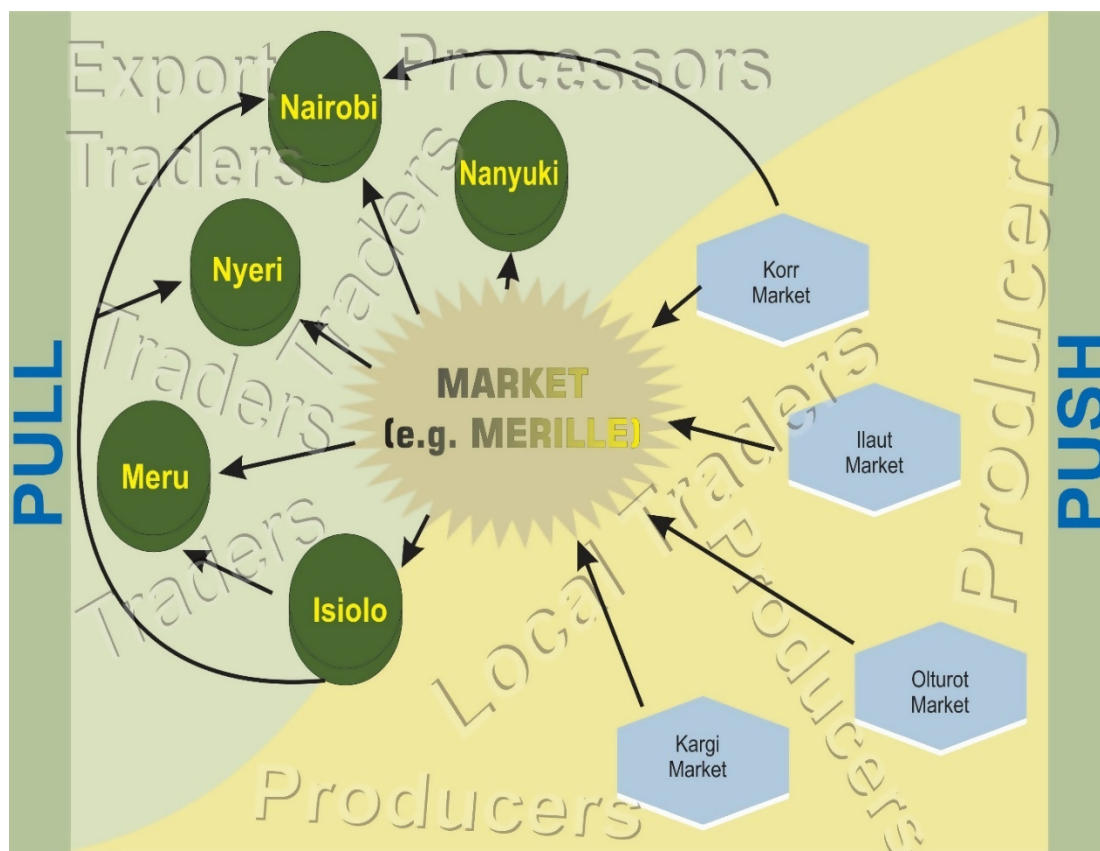 Export
Traders
Processors
Nairobi
Nanyuki
Traders
Producers
Nyeri
Korr
Market
Traders
PULL
MARKET
(e.g. MERILLE)
PUSH
Ilaut
Market
Meru
Traders
Isiolo
Local Traders
Producers
Olturot
Market
Kargi
Market
Producers